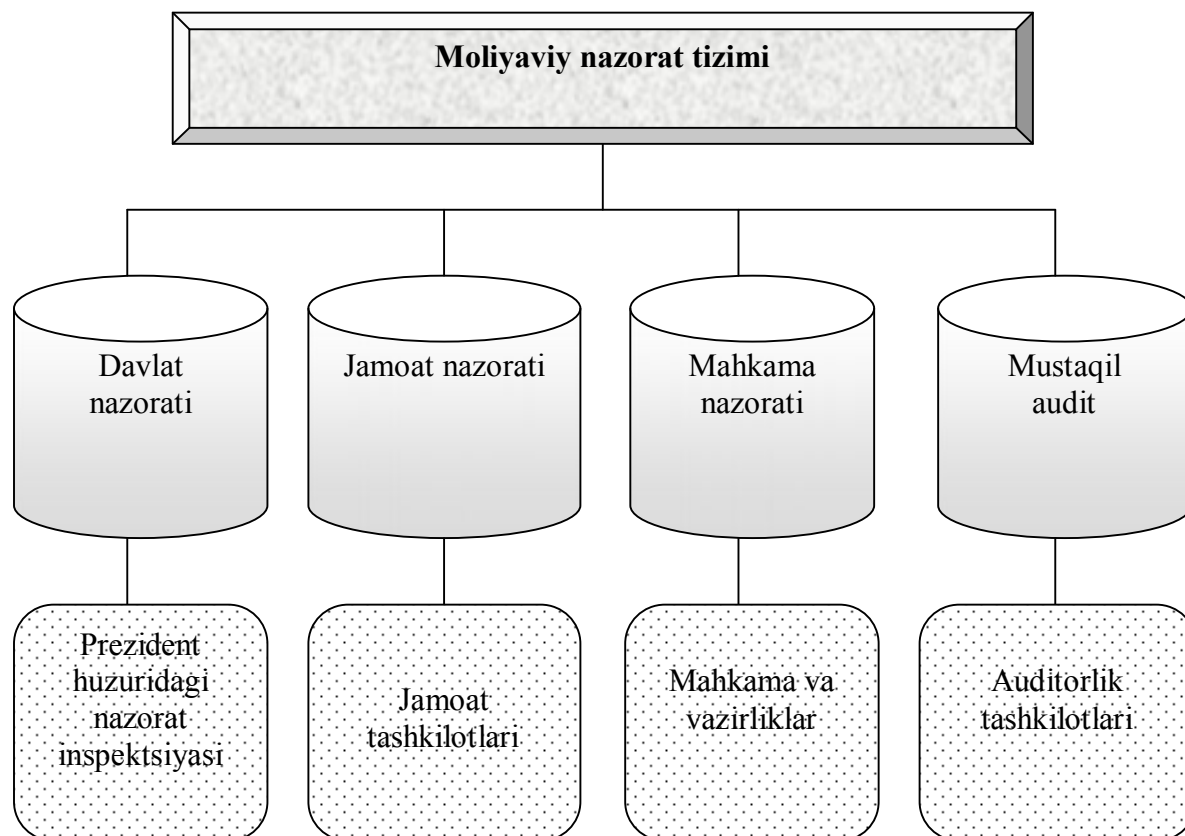 Moliyaviy nazorat tizimi
Davlat
nazorati
Jamoat nazorati
Mahkama
nazorati
Mustaqil
audit
Prezident
huzuridagi
nazorat
inspektsiyasi
Jamoat
tashkilotlari
Mahkama va
vazirliklar
Auditorlik
tashkilotlari